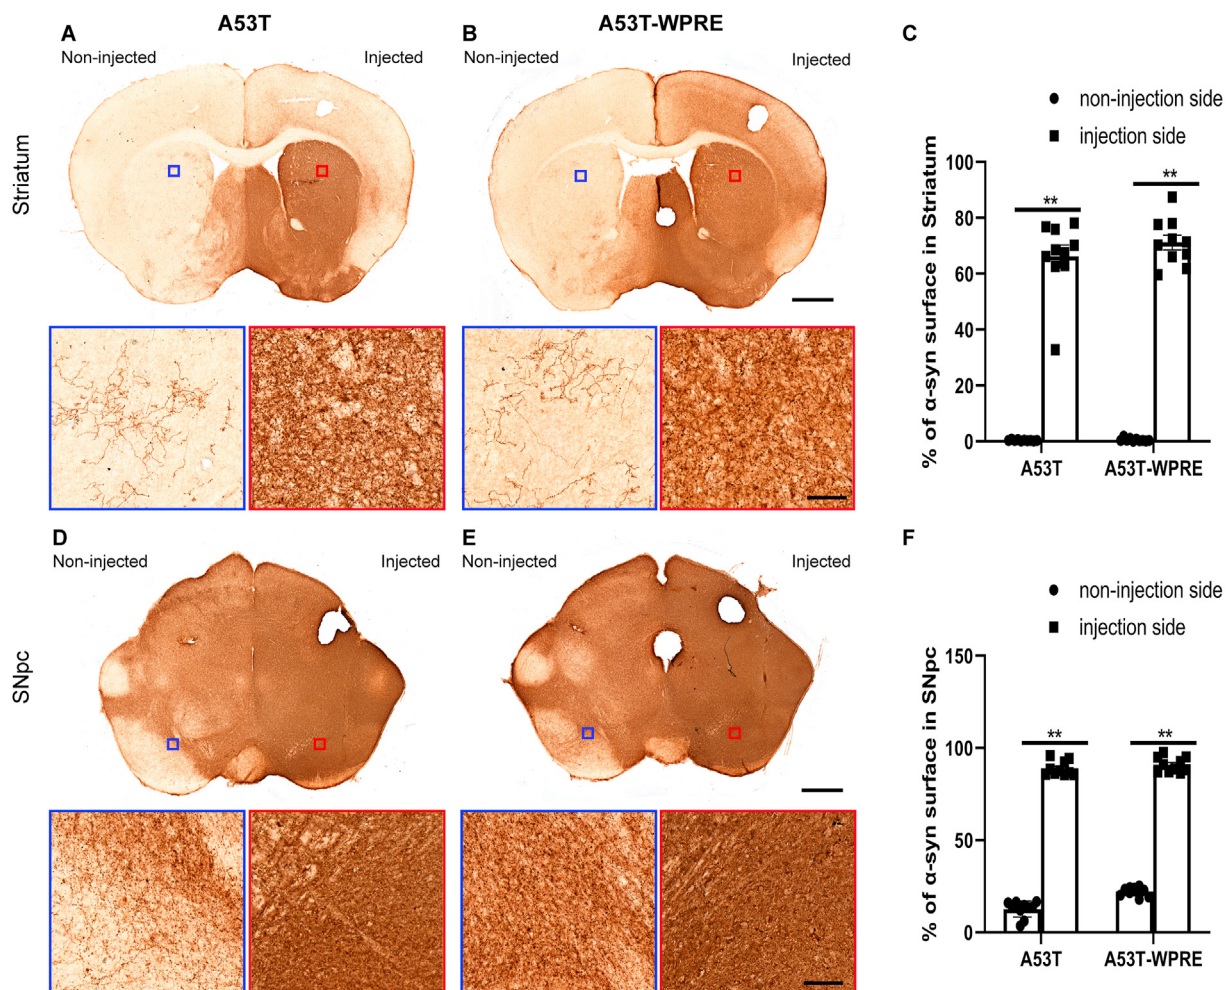 A53T
A53T-WPRE
A
B
C
Non-injected
Injected
Non-injected
Injected
Striatum
non-injection side
injection side
% of α-syn surface in Striatum
100
80
60
40
20
0
**
**
A53T
A53T-WPRE
D
E
F
Non-injected
Injected
Non-injected
Injected
SNpc
non-injection side
injection side
% of α-syn surface in SNpc
150
100
50
0
**
**
A53T
A53T-WPRE